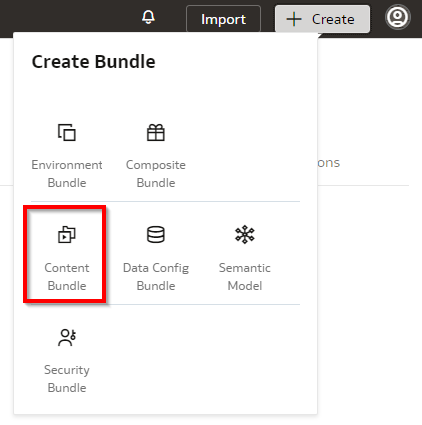 Import
Create
Create Bundle
ons
Environment
Bundle
Composite
Bundle
Content
Bundle
Data Config
Bundle
Semantic
Model
Security
Bundle